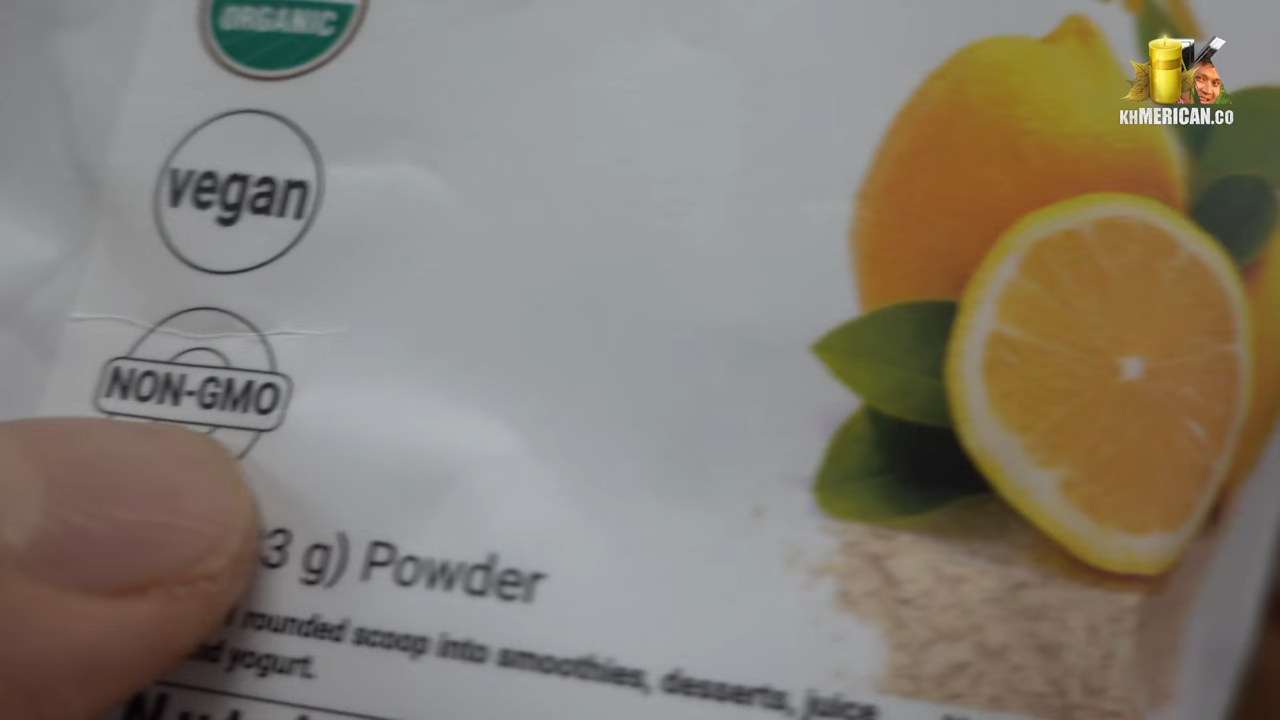 ORGANIC
KHMERICAN.CO
vegan
NON-GMO
3 g) Powder
rounded scoop into smoothies, desserts, juice
yogurt.